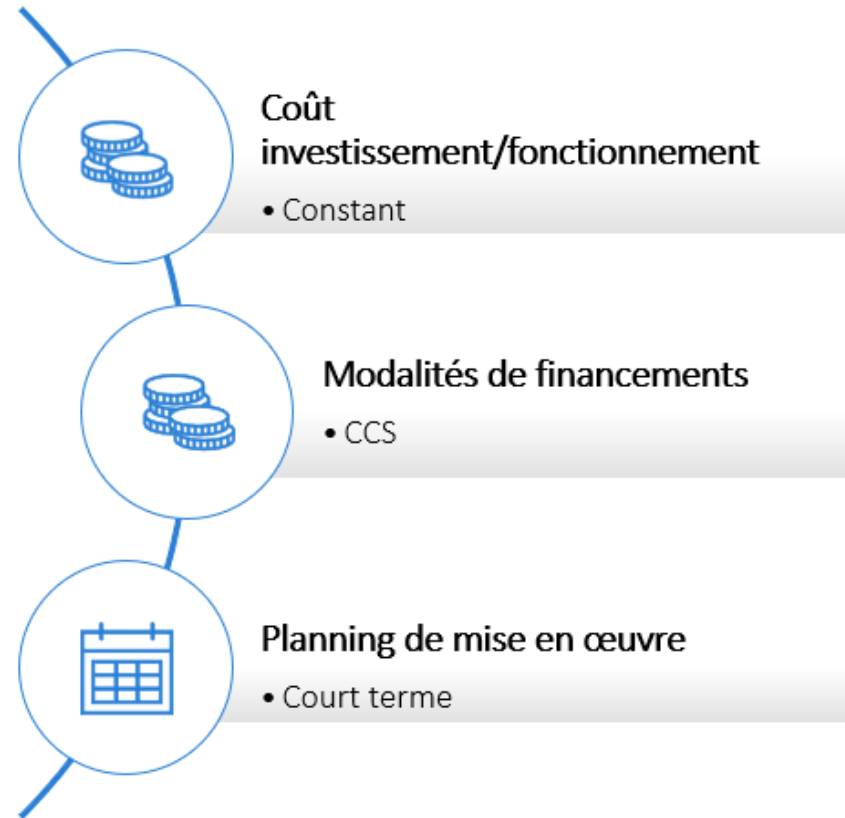 Coût
investissement/fonctionnement
• Constant
Modalités de financements
• CCS
Planning de mise en œuvre
• Court terme